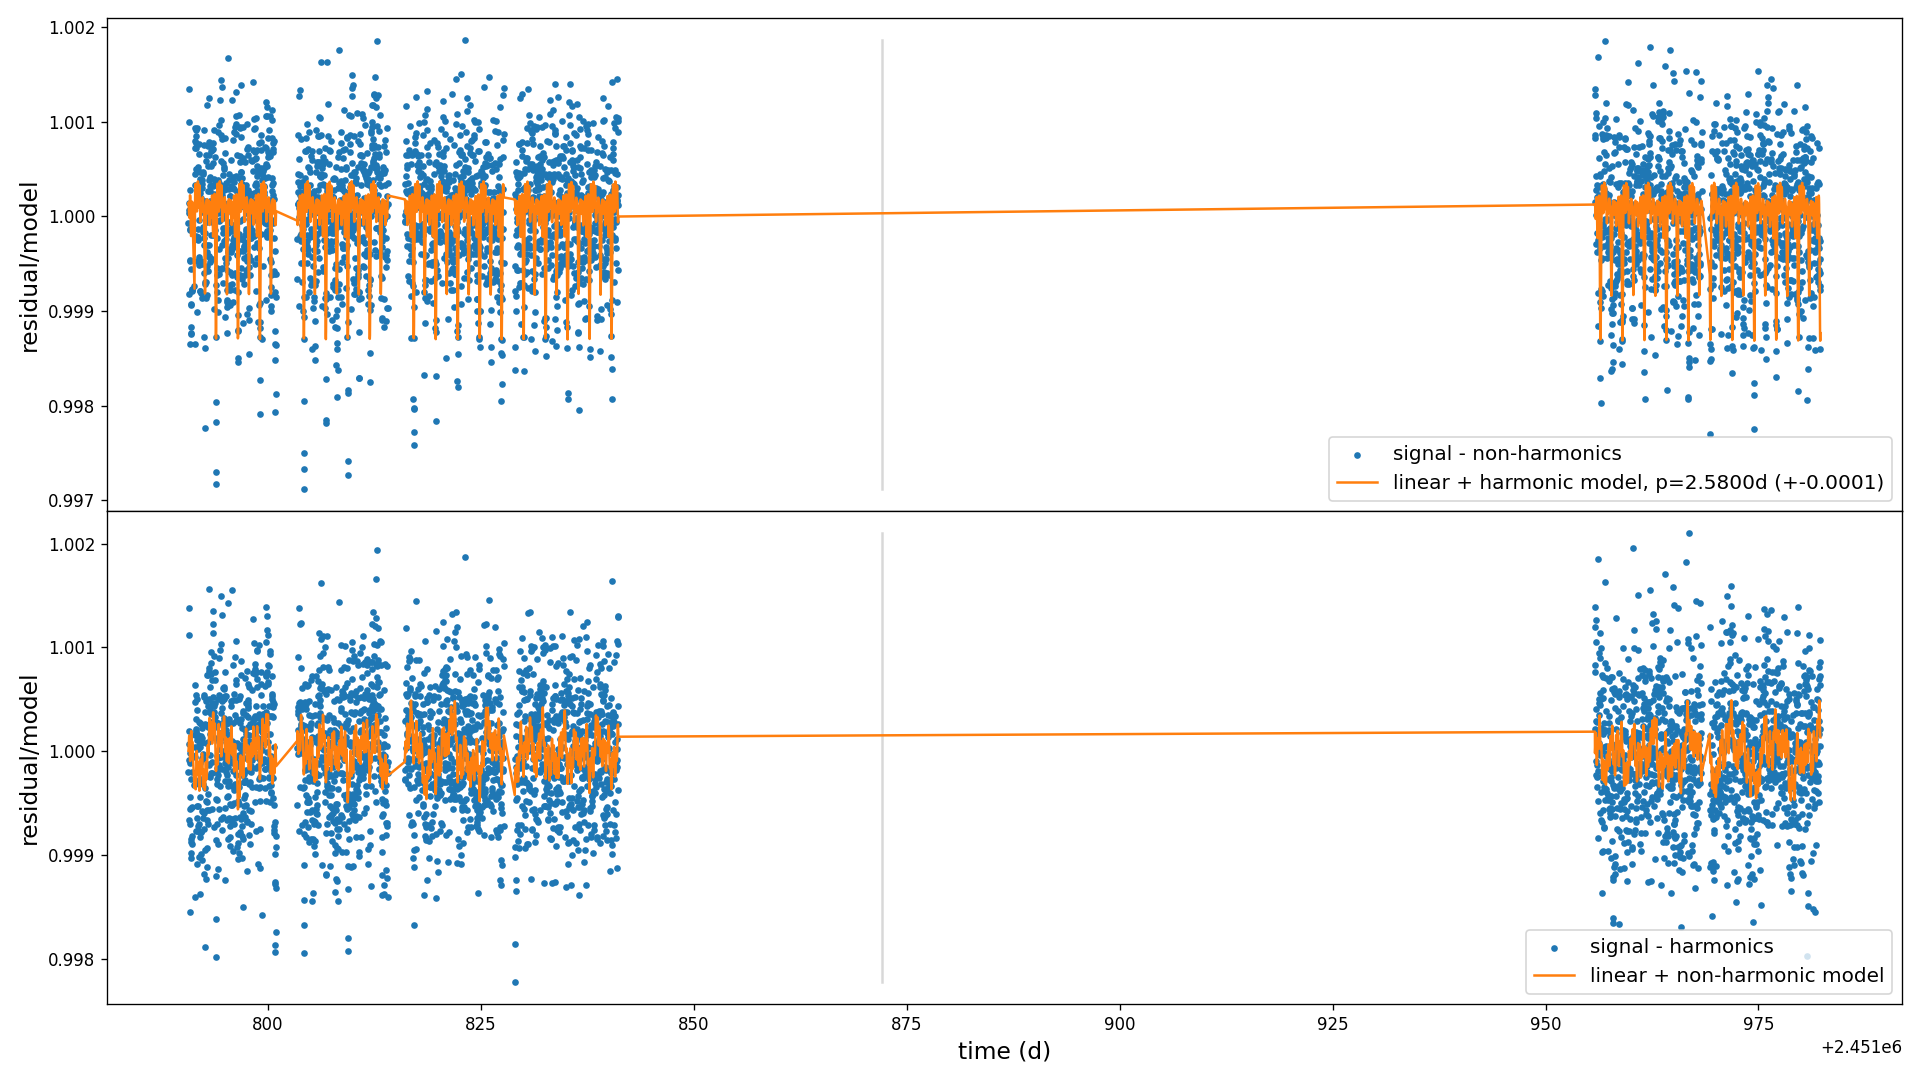 1.002
1.001
1.000
0.999
0.998
0.997
residual/model
signal - non-harmonics
linear + harmonic model, p=2.5800d (+-0.0001)
1.002
1.001
1.000
0.999
0.998
residual/model
signal - harmonics
linear + non-harmonic model
800 825 850 875 900 925 950 975
time (d)
+2.451e6